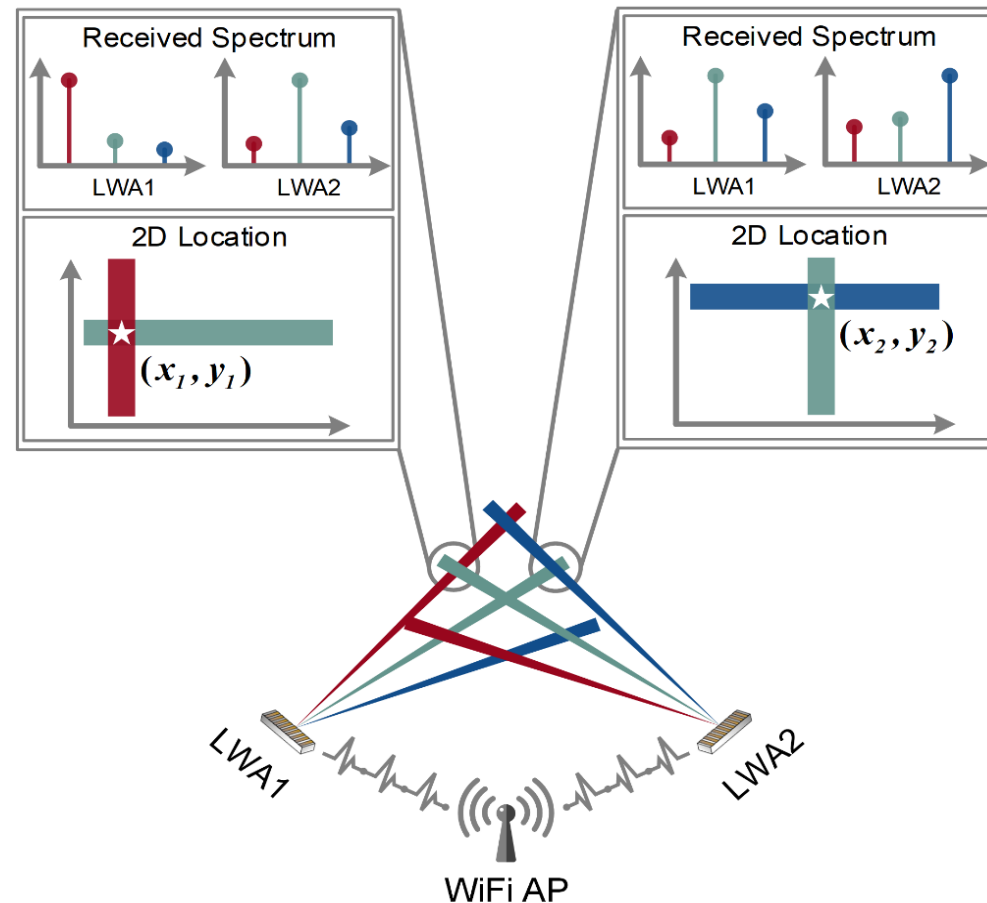 Received Spectrum
LWA1
LWA2
2D Location
(x₁, y₁)
Received Spectrum
LWA1
LWA2
2D Location
(x₂, y₂)
LWA1
LWA2
WiFi AP